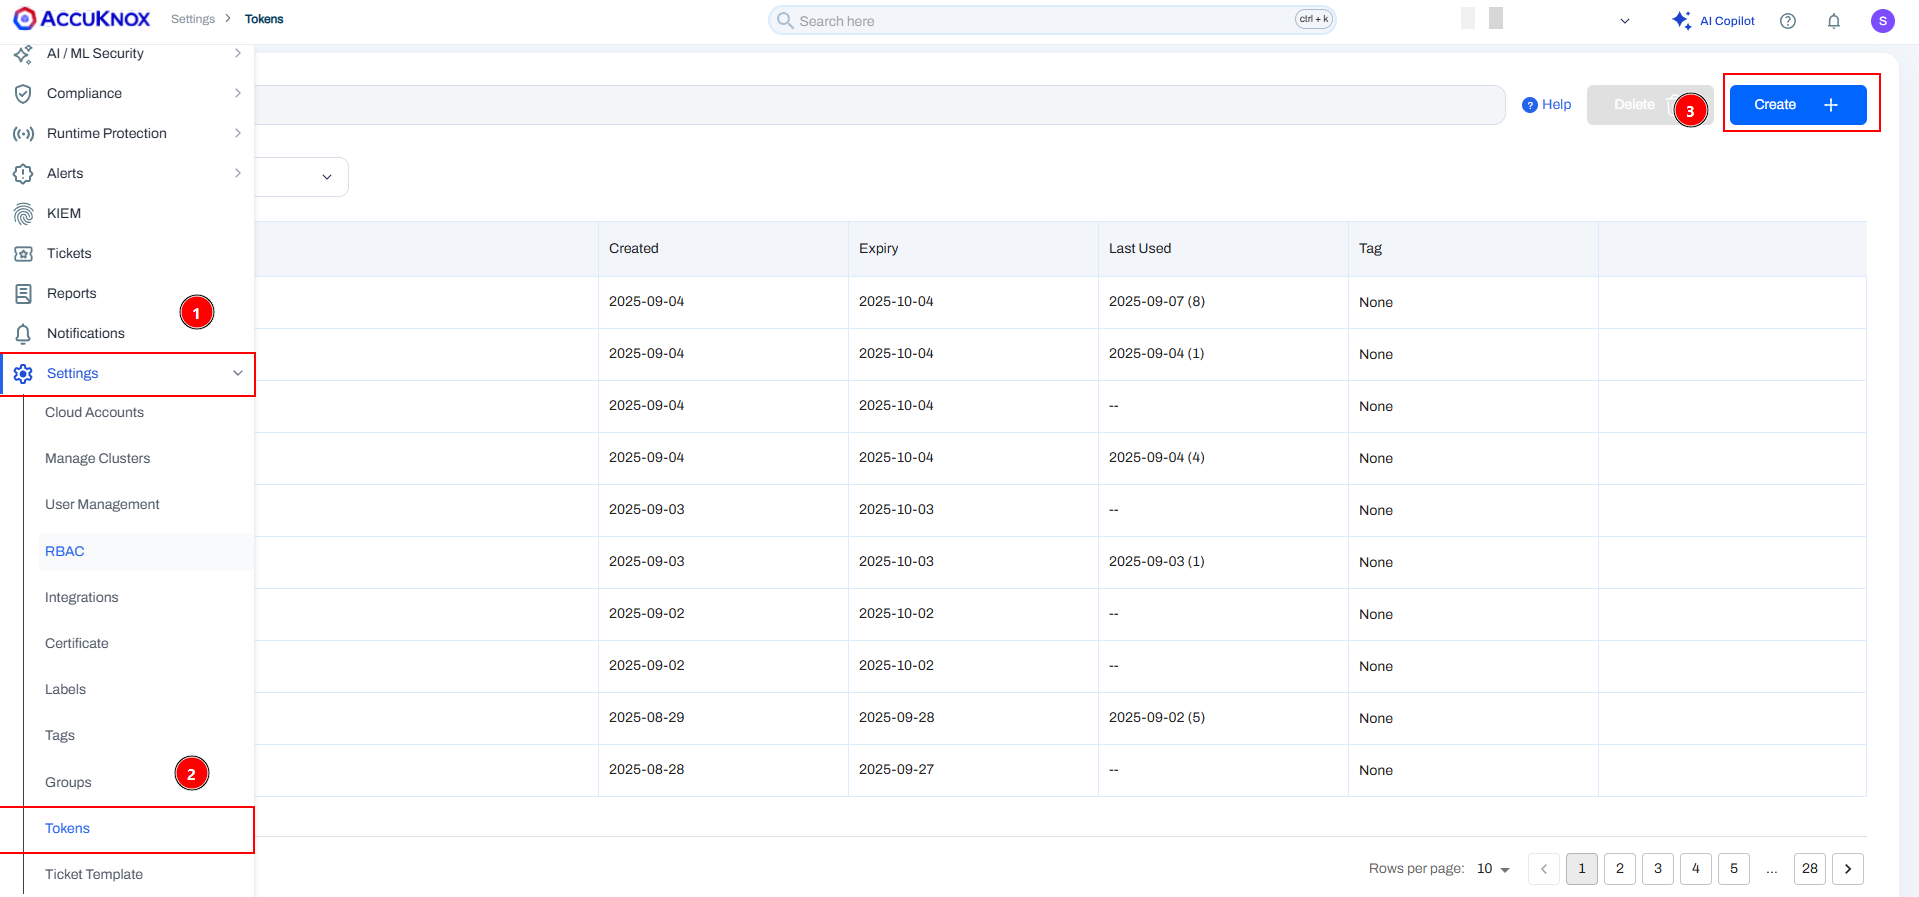 ACCUKNOX Settings > Tokens Search here ctrl + k AI Copilot ? S
AI / ML Security
Compliance
Runtime Protection
Alerts
KIEM
Tickets
Reports
1
Notifications
Settings
Cloud Accounts
Manage Clusters
User Management
RBAC
Integrations
Certificate
Labels
Tags
2
Groups
Tokens
Ticket Template
? Help Delete 3 Create +
Created Expiry Last Used Tag
2025-09-04 2025-10-04 2025-09-07 (8) None
2025-09-04 2025-10-04 2025-09-04 (1) None
2025-09-04 2025-10-04 -- None
2025-09-04 2025-10-04 2025-09-04 (4) None
2025-09-03 2025-10-03 -- None
2025-09-03 2025-10-03 2025-09-03 (1) None
2025-09-02 2025-10-02 -- None
2025-09-02 2025-10-02 -- None
2025-08-29 2025-09-28 2025-09-02 (5) None
2025-08-28 2025-09-27 -- None
Rows per page: 10 < 1 2 3 4 5 ... 28 >